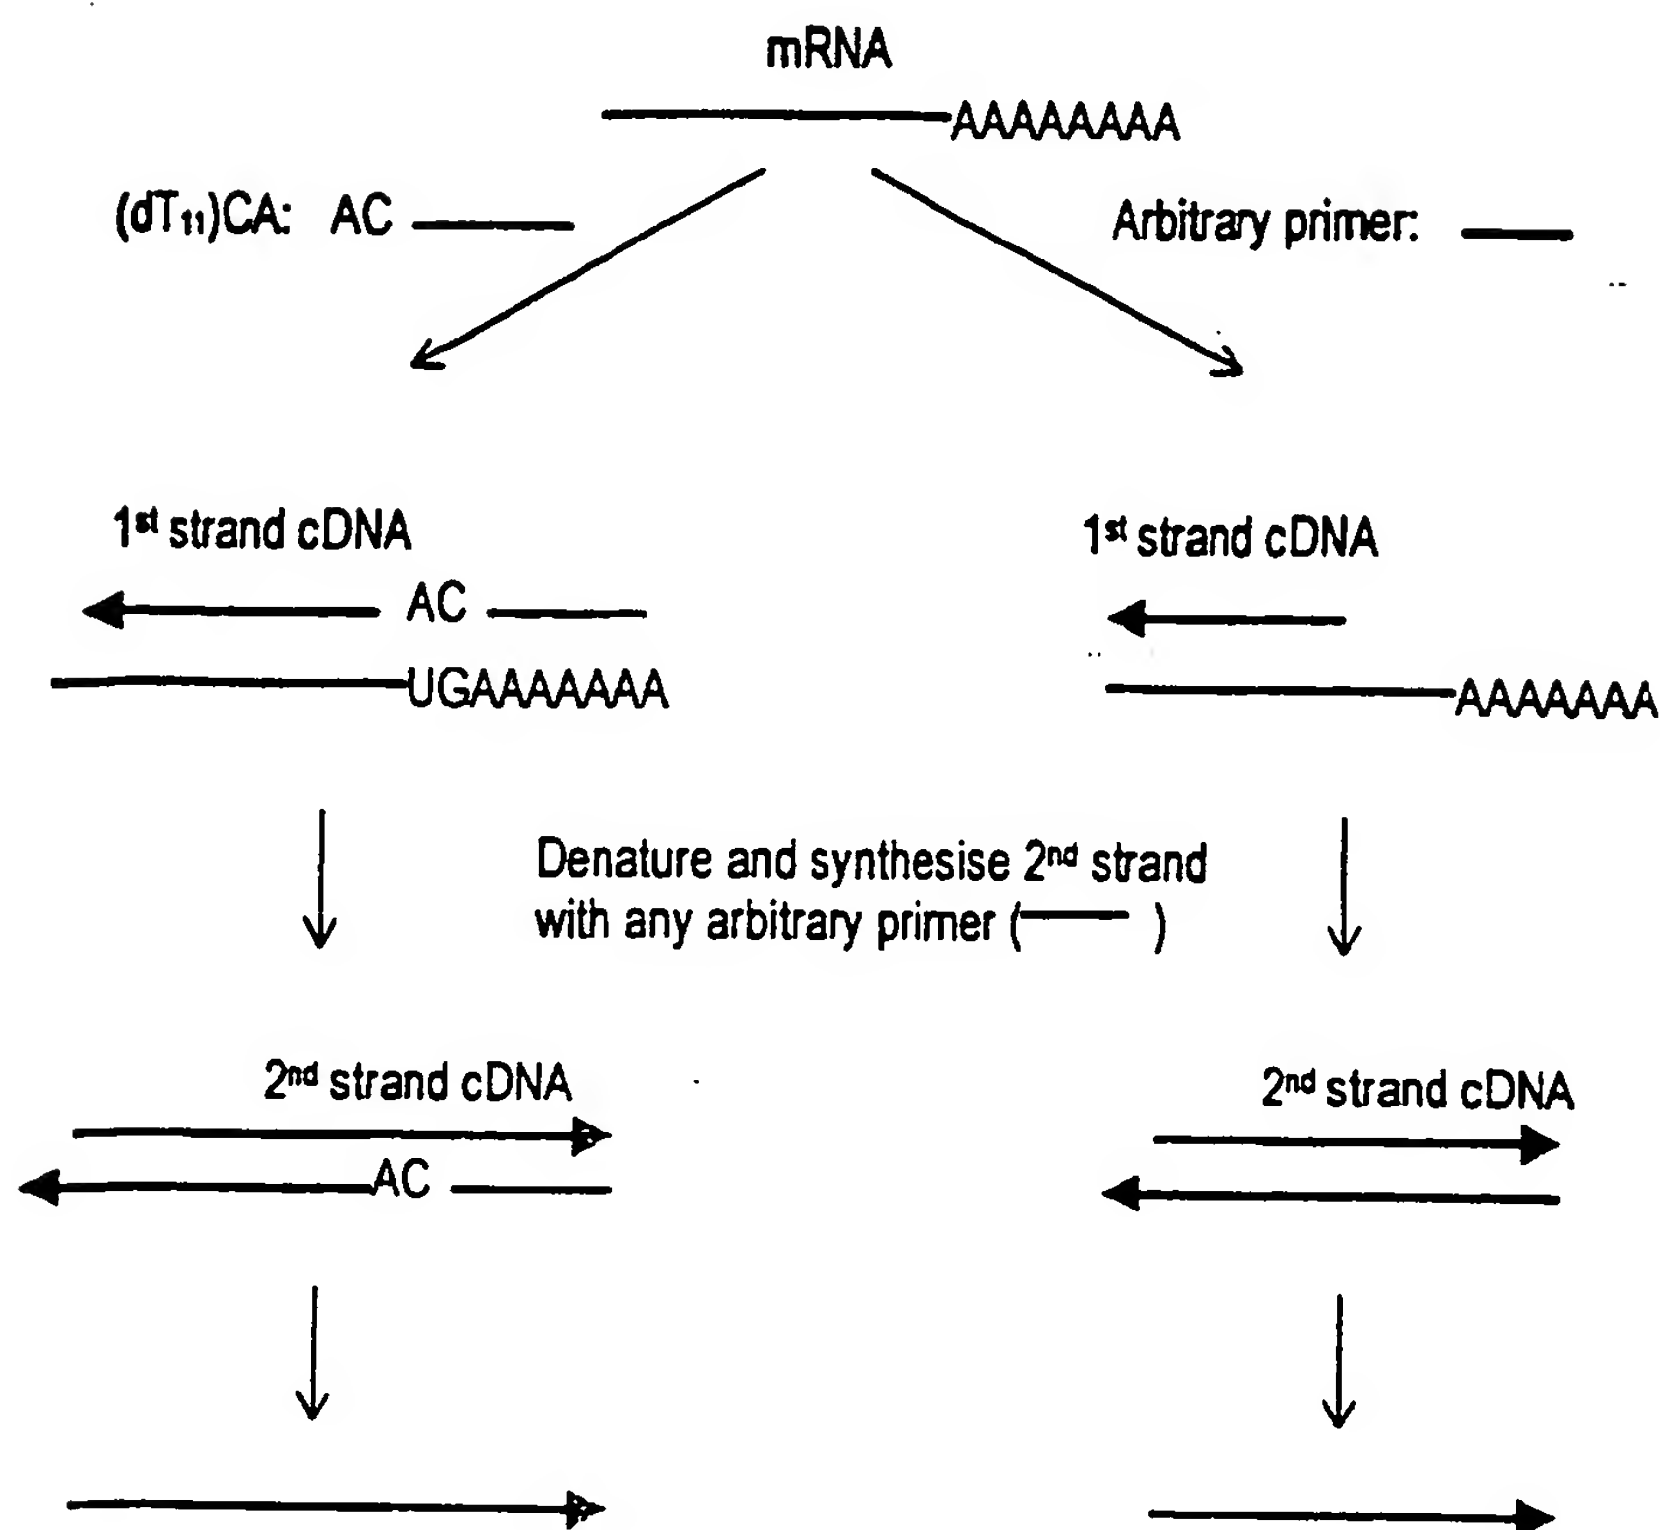 mRNA
AAAAAAAA
(dT₁₁)CA: AC
Arbitrary primer:
1st strand cDNA
AC
UGAAAAAAA
1st strand cDNA
AAAAAAA
Denature and synthesise 2nd strand
with any arbitrary primer ( )
2nd strand cDNA
AC
2nd strand cDNA